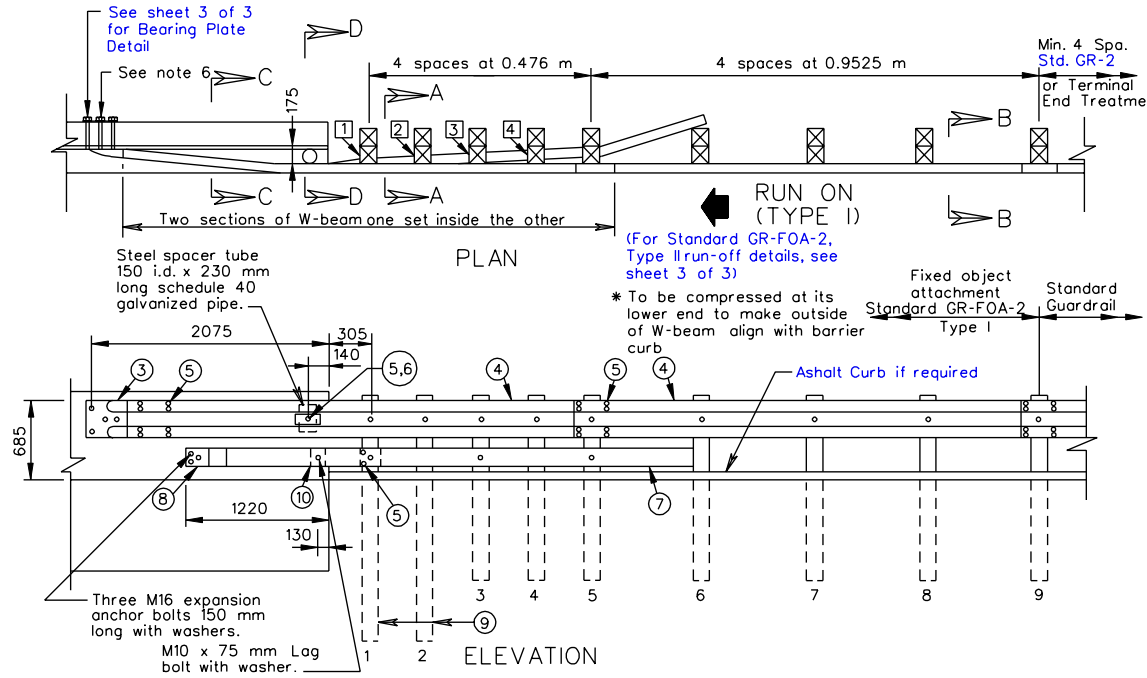 See sheet 3 of 3
for Bearing Plate
Detail
D
See note 6
C
175
A
4 spaces at 0.476 m
4 spaces at 0.9525 m
Min. 4 Spa.
Std. GR-2
or Terminal
End Treatme
B
1
2
3
4
C
D
A
B
RUN ON
(TYPE I)
Two sections of W-beam one set inside the other
PLAN
(For Standard GR-FOA-2,
Type II run-off details, see
sheet 3 of 3)
* To be compressed at its
lower end to make outside
of W-beam align with barrier
curb
Steel spacer tube
150 i.d. x 230 mm
long schedule 40
galvanized pipe.
Fixed object
attachment
Standard GR-FOA-2
Type I
Standard
Guardrail
2075
305
140
3
5
5,6
4
5
4
Ashalt Curb if required
685
8
10
5
7
1220
130
3
4
5
6
7
8
9
9
1
2
Three M16 expansion
anchor bolts 150 mm
long with washers.
M10 x 75 mm Lag
bolt with washer.
ELEVATION